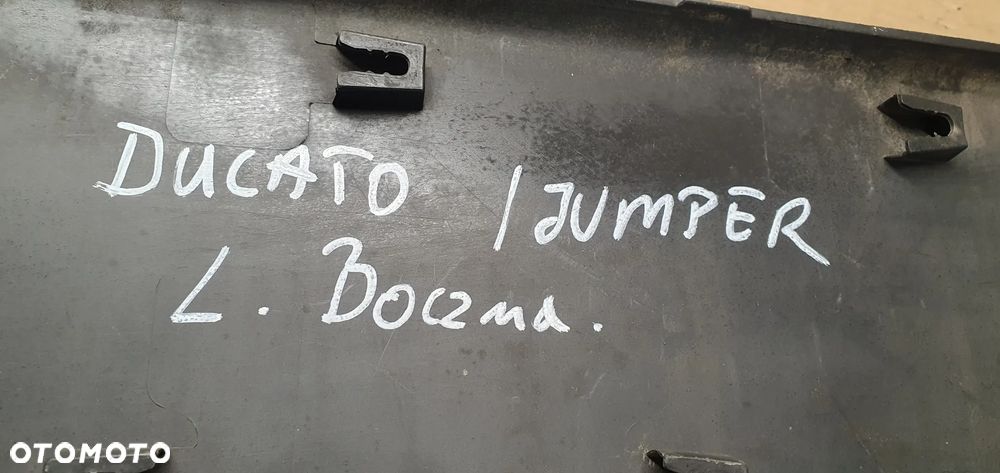 DUCATO / JUMPER
L. Boczna.
OTOMOTO